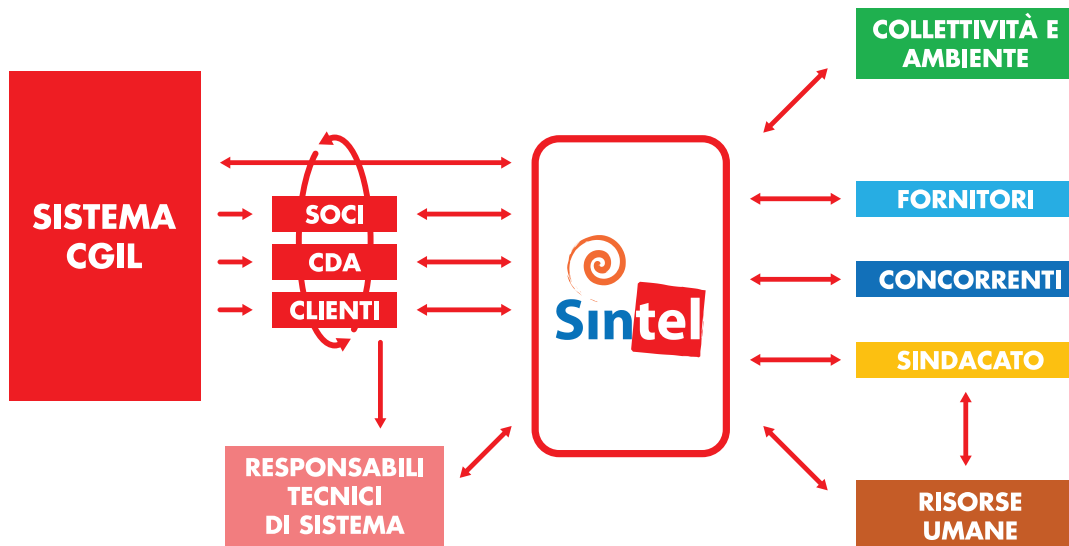 SISTEMA
CGIL
SOCI
CDA
CLIENTI
RESPONSABILI
TECNICI
DI SISTEMA
Sintel
COLLETTIVITÀ E
AMBIENTE
FORNITORI
CONCORRENTI
SINDACATO
RISORSE
UMANE